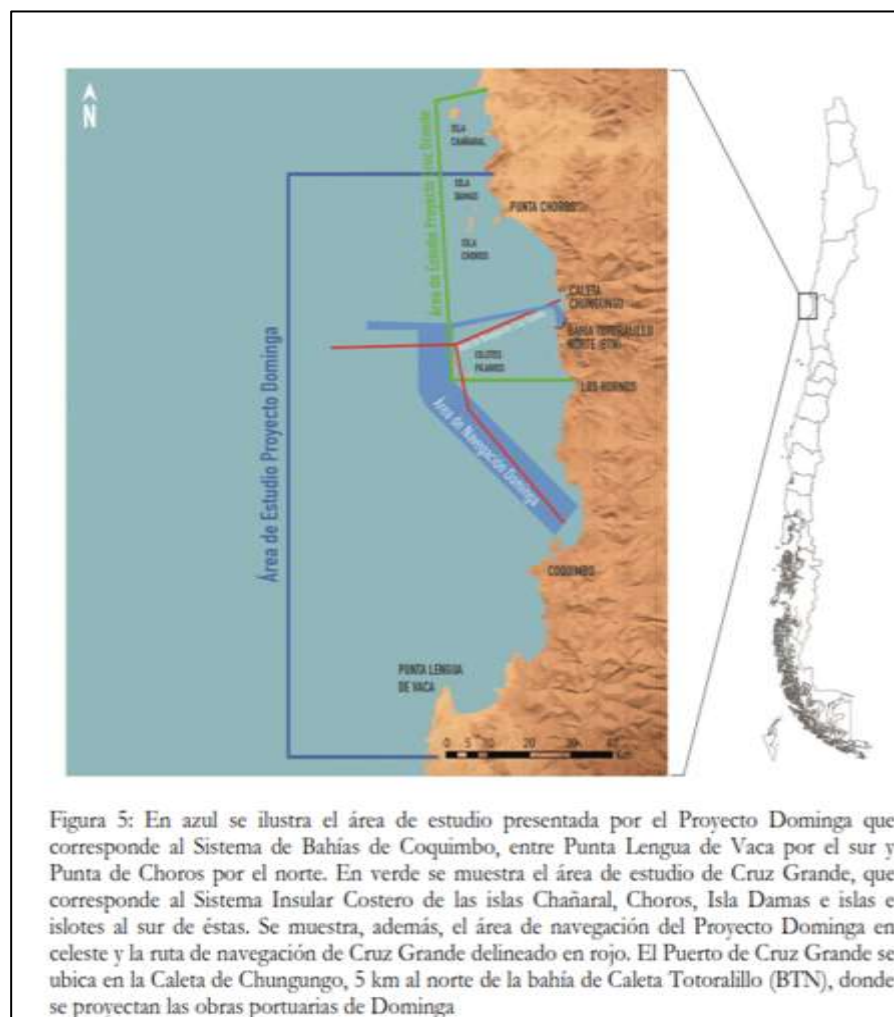 N
ISLA
CHAÑARAL
Área de Estudio Proyecto Cruz Grande
ISLA
DAMAS
PUNTA CHOROS
ISLA
CHOROS
CALETA
CHUNGUNGO
BAHÍA TOTORALILLO
NORTE (BTN)
ISLOTES
PÁJAROS
LOS HORNOS
Área de Navegación Dominga
Área de Estudio Proyecto Dominga
COQUIMBO
PUNTA LENGUA
DE VACA
0 5 10 20 30 40
Figura 5: En azul se ilustra el área de estudio presentada por el Proyecto Dominga que
corresponde al Sistema de Bahías de Coquimbo, entre Punta Lengua de Vaca por el sur y
Punta de Choros por el norte. En verde se muestra el área de estudio de Cruz Grande, que
corresponde al Sistema Insular Costero de las islas Chañaral, Choros, Isla Damas e islas e
islotes al sur de éstas. Se muestra, además, el área de navegación del Proyecto Dominga en
celeste y la ruta de navegación de Cruz Grande delineado en rojo. El Puerto de Cruz Grande se
ubica en la Caleta de Chungungo, 5 km al norte de la bahía de Caleta Totoralillo (BTN), donde
se proyectan las obras portuarias de Dominga